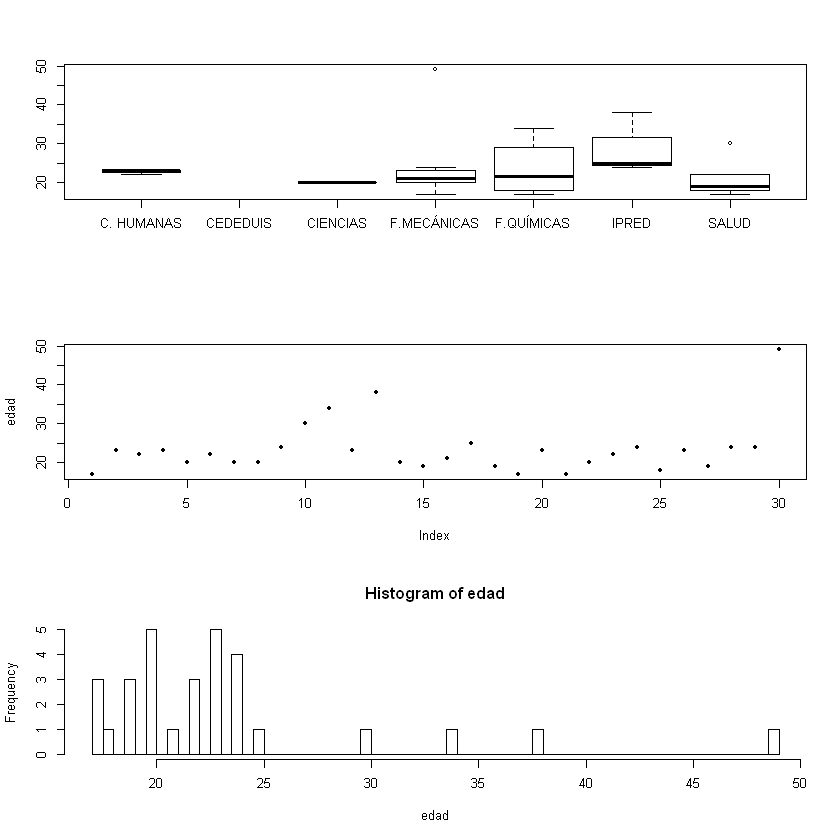 50
40
30
20
C. HUMANAS CEDEDUIS CIENCIAS F.MECÁNICAS F.QUÍMICAS IPRED SALUD
50
40
30
20
edad
0 5 10 15 20 25 30
Index
Histogram of edad
5
4
3
2
1
0
Frequency
20 25 30 35 40 45 50
edad